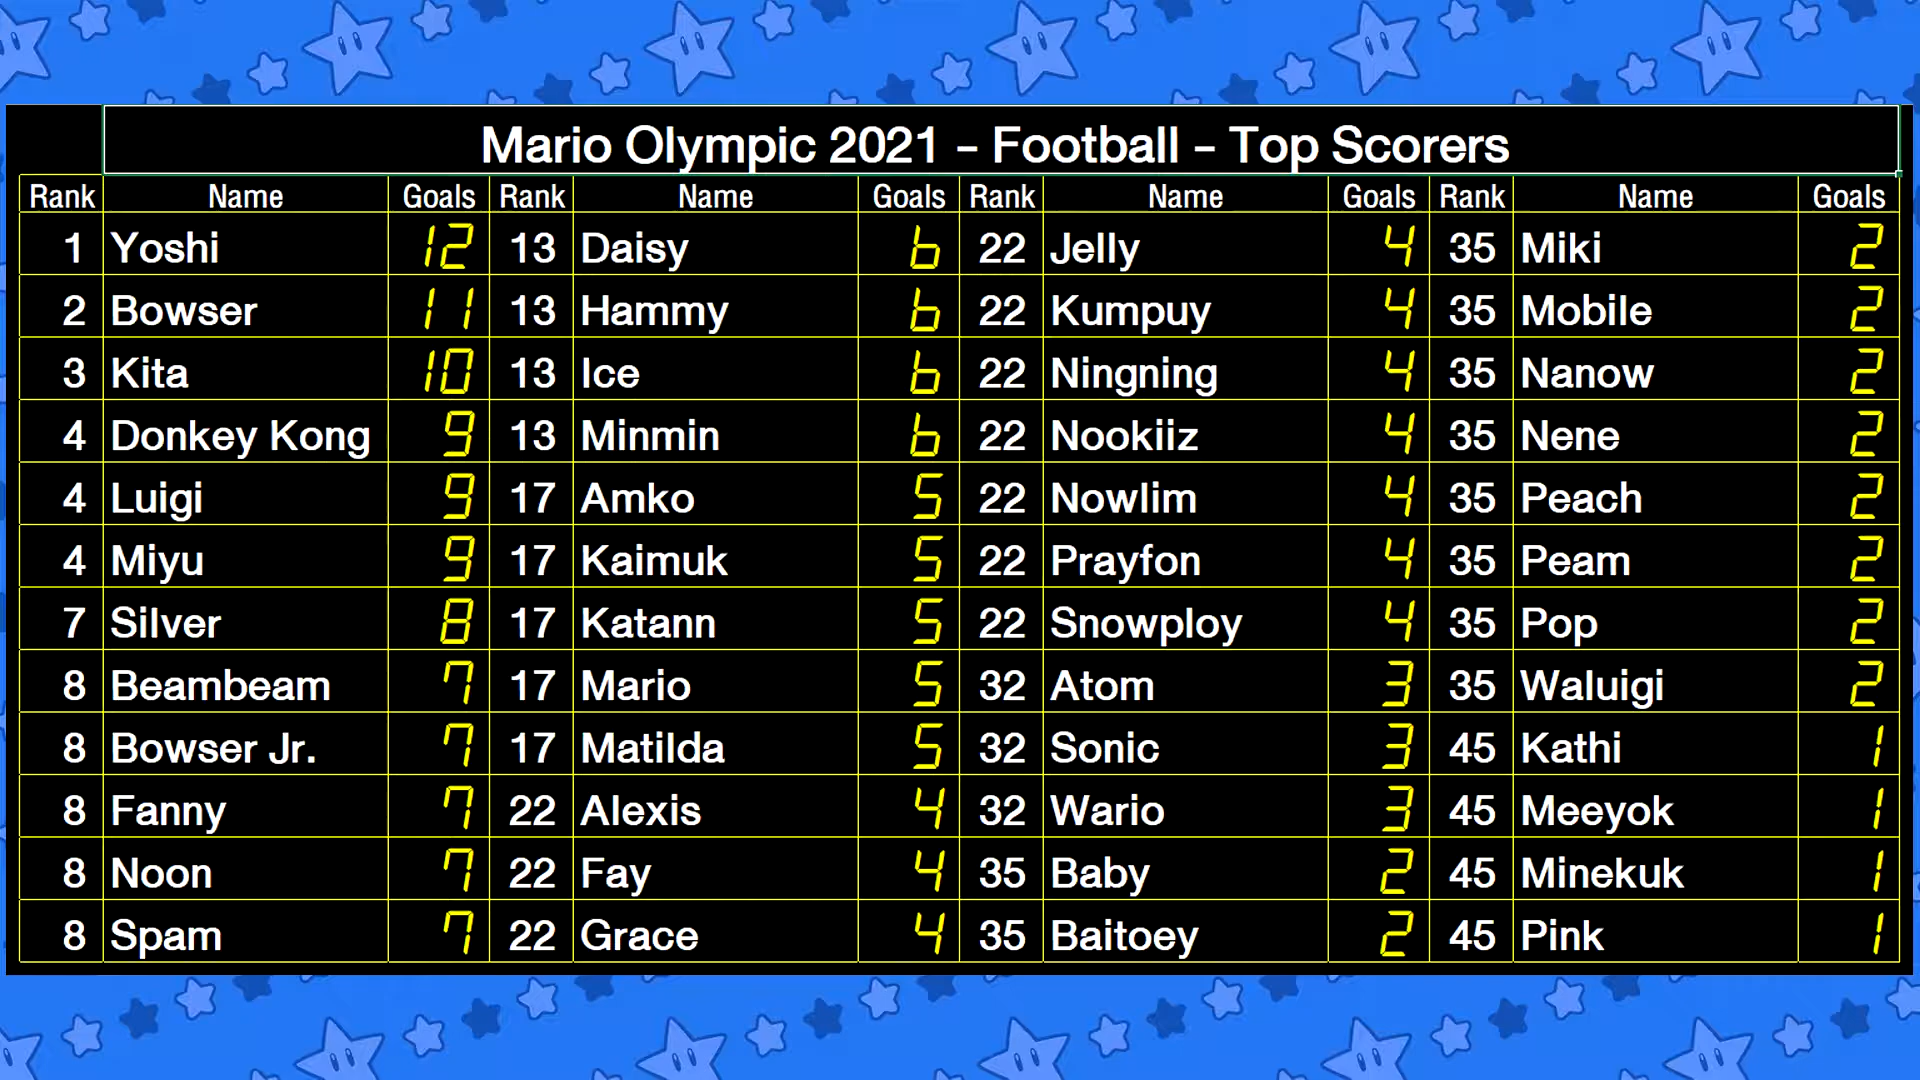 Mario Olympic 2021 - Football - Top Scorers
Rank Name Goals Rank Name Goals Rank Name Goals Rank Name Goals
1 Yoshi 12 13 Daisy 6 22 Jelly 4 35 Miki 2
2 Bowser 11 13 Hammy 6 22 Kumpuy 4 35 Mobile 2
3 Kita 10 13 Ice 6 22 Ningning 4 35 Nanow 2
4 Donkey Kong 9 13 Minmin 6 22 Nookiiz 4 35 Nene 2
4 Luigi 9 17 Amko 5 22 Nowlim 4 35 Peach 2
4 Miyu 9 17 Kaimuk 5 22 Prayfon 4 35 Peam 2
7 Silver 8 17 Katann 5 22 Snowploy 4 35 Pop 2
8 Beambeam 7 17 Mario 5 32 Atom 3 35 Waluigi 2
8 Bowser Jr. 7 17 Matilda 5 32 Sonic 3 45 Kathi 1
8 Fanny 7 22 Alexis 4 32 Wario 3 45 Meeyok 1
8 Noon 7 22 Fay 4 35 Baby 2 45 Minekuk 1
8 Spam 7 22 Grace 4 35 Baitoey 2 45 Pink 1